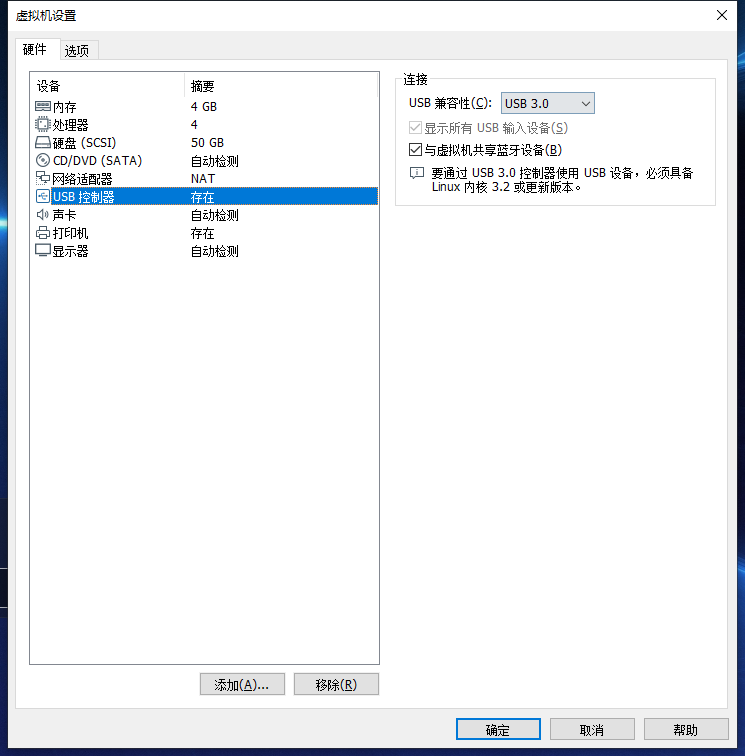 虚拟机设置
硬件 选项
设备 摘要
内存 4 GB
处理器 4
硬盘 (SCSI) 50 GB
CD/DVD (SATA) 自动检测
网络适配器 NAT
USB 控制器 存在
声卡 自动检测
打印机 存在
显示器 自动检测
添加(A)... 移除(R)
连接
USB 兼容性(C): USB 3.0
显示所有 USB 输入设备(S)
与虚拟机共享蓝牙设备(B)
要通过 USB 3.0 控制器使用 USB 设备，必须具备
Linux 内核 3.2 或更新版本。
确定 取消 帮助